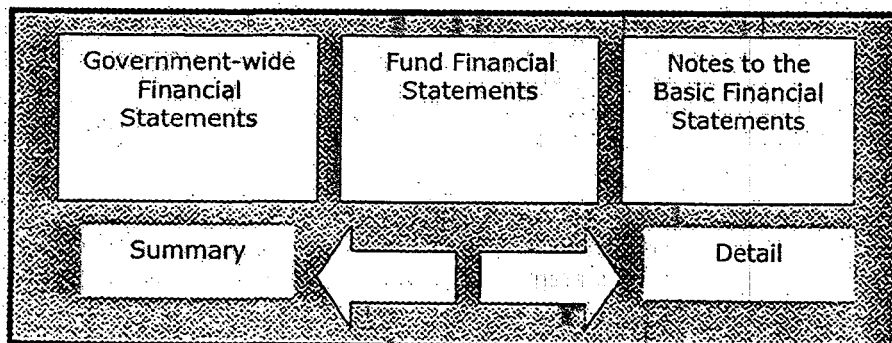 Government-wide
Financial
Statements
Fund Financial
Statements
Notes to the
Basic Financial
Statements
Summary
Detail